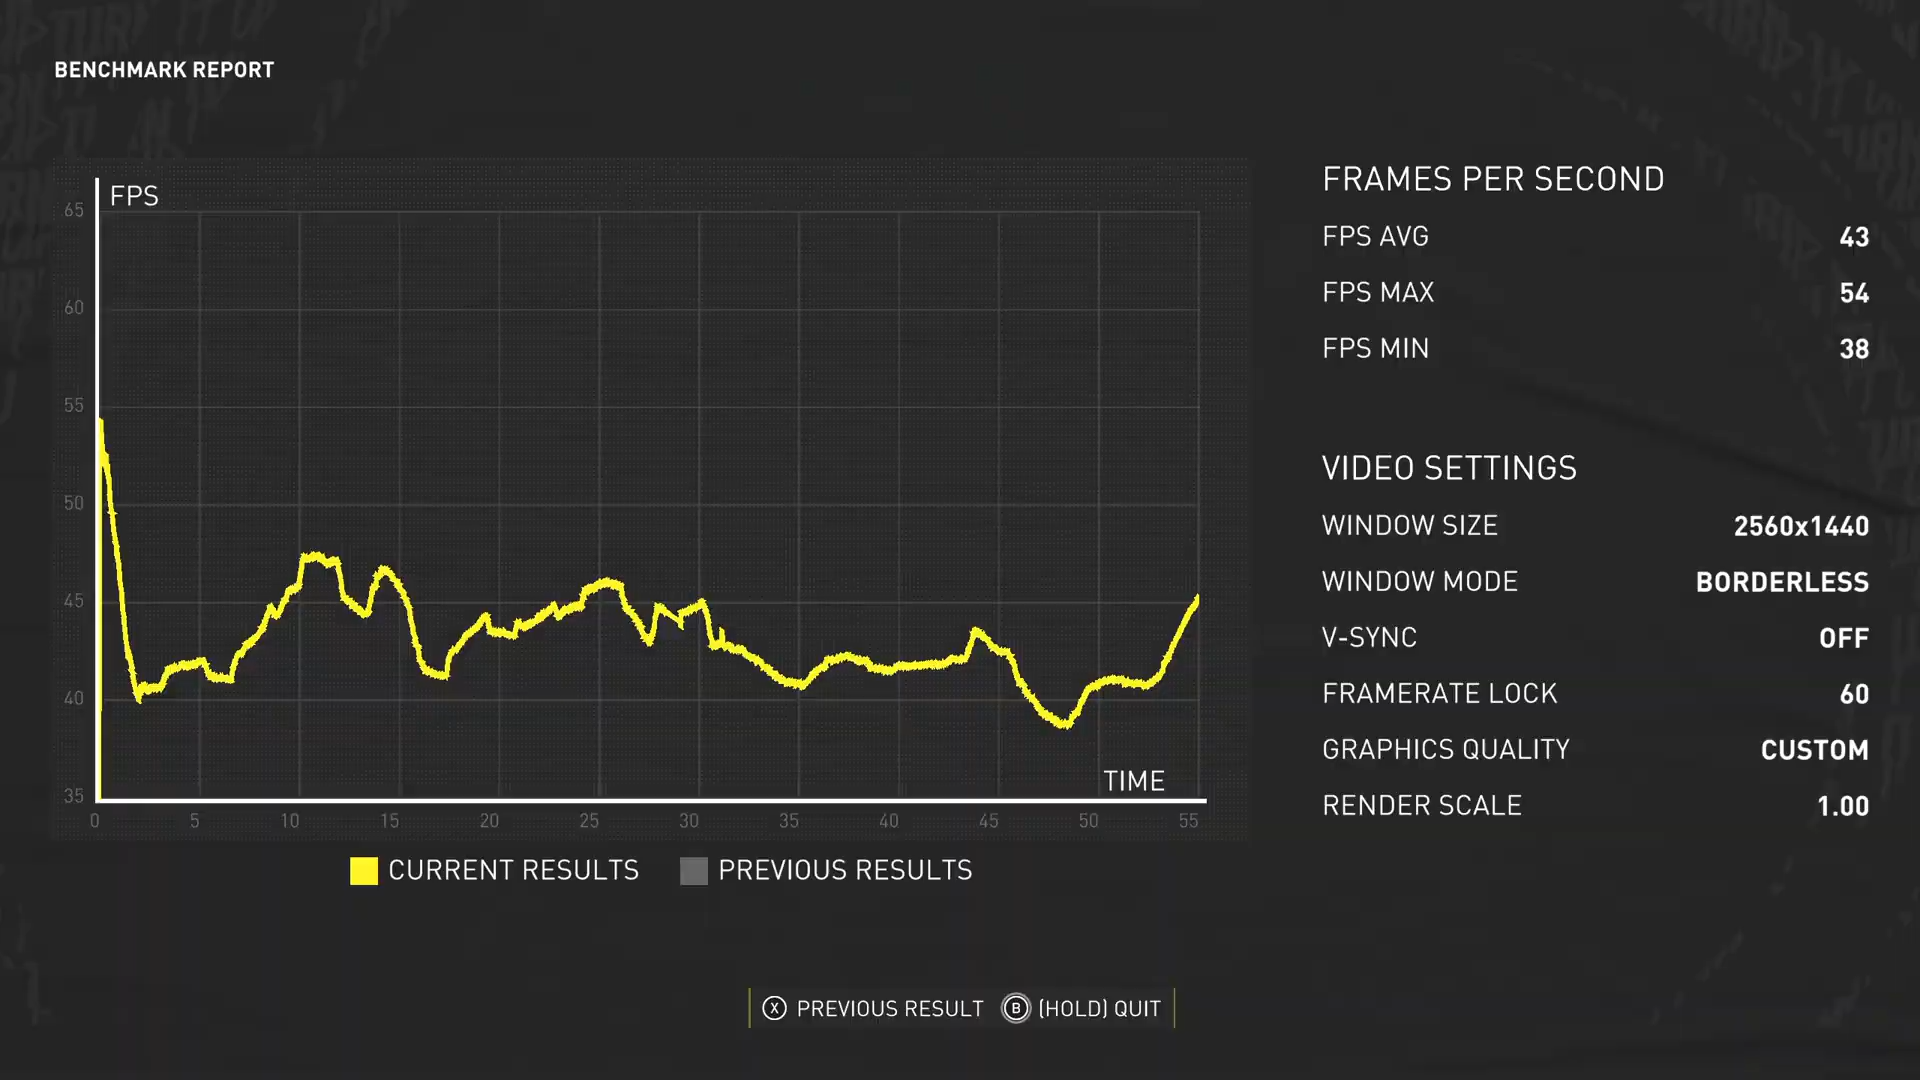 BENCHMARK REPORT
FPS
65
60
55
50
45
40
35
TIME
0 5 10 15 20 25 30 35 40 45 50 55
CURRENT RESULTS PREVIOUS RESULTS
FRAMES PER SECOND
FPS AVG 43
FPS MAX 54
FPS MIN 38
VIDEO SETTINGS
WINDOW SIZE 2560x1440
WINDOW MODE BORDERLESS
V-SYNC OFF
FRAMERATE LOCK 60
GRAPHICS QUALITY CUSTOM
RENDER SCALE 1.00
X PREVIOUS RESULT B (HOLD) QUIT